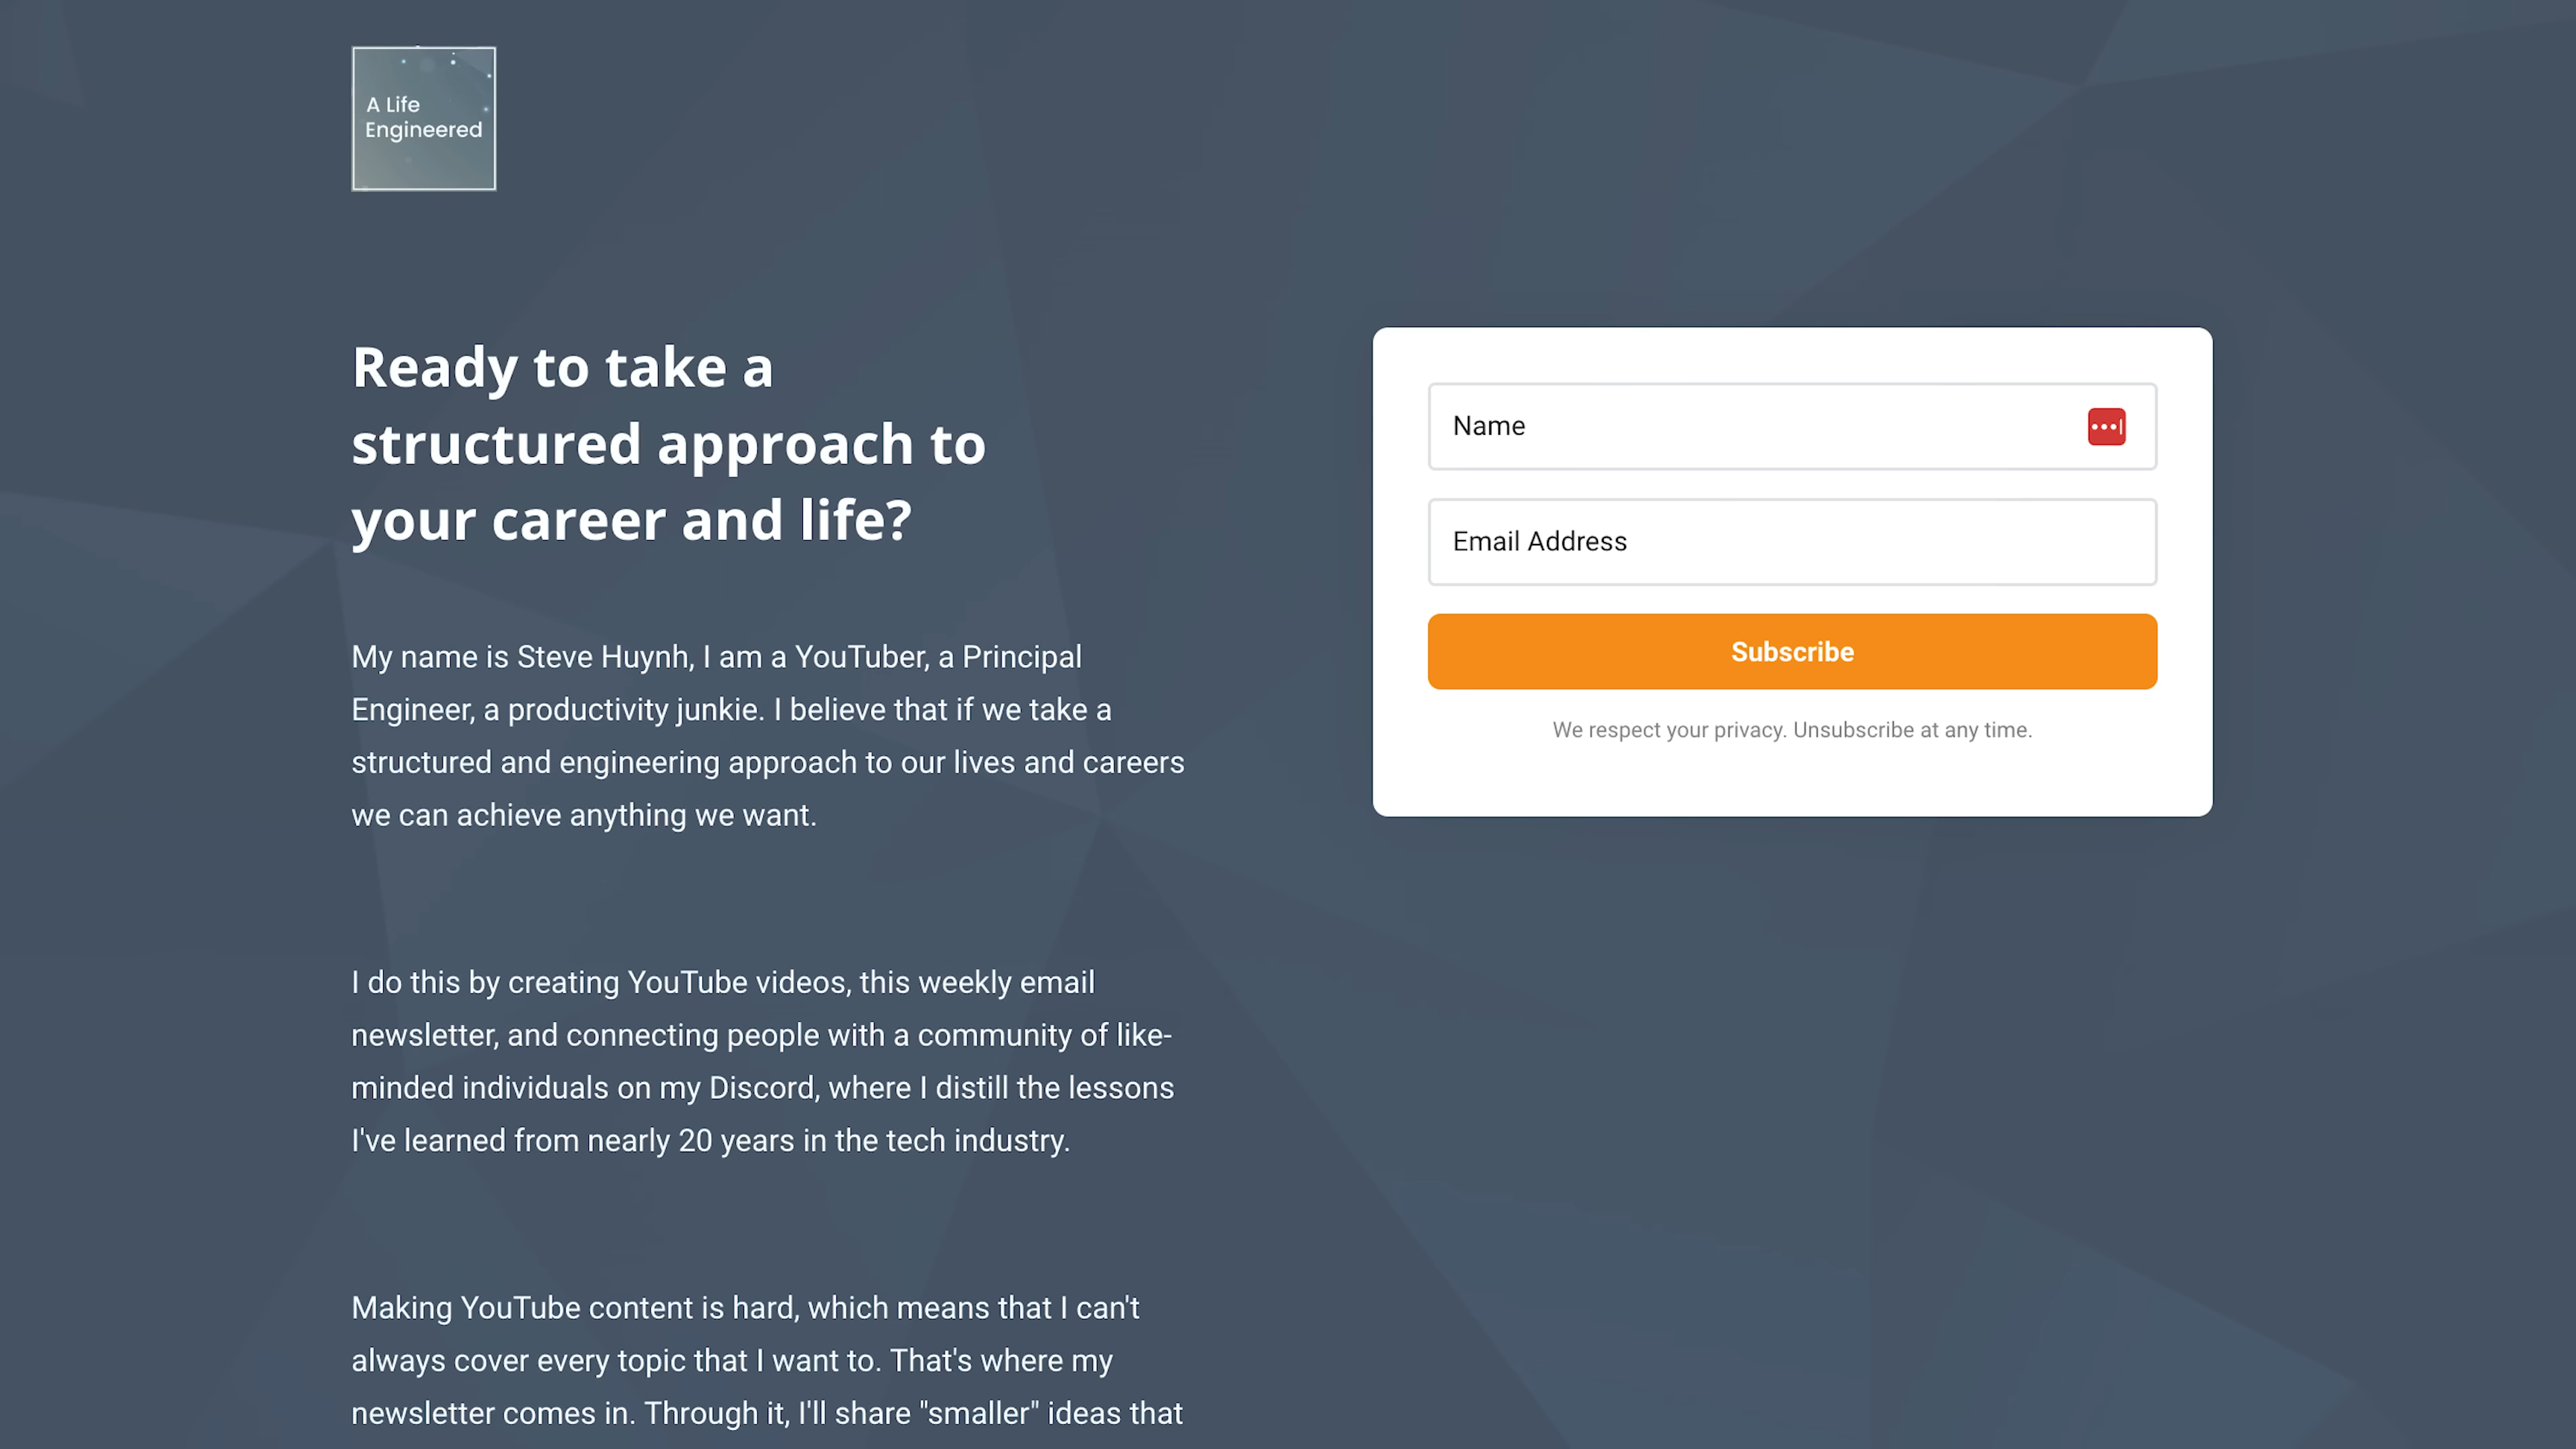 A Life
Engineered
Ready to take a
structured approach to
your career and life?
My name is Steve Huynh, I am a YouTuber, a Principal
Engineer, a productivity junkie. I believe that if we take a
structured and engineering approach to our lives and careers
we can achieve anything we want.
I do this by creating YouTube videos, this weekly email
newsletter, and connecting people with a community of like-
minded individuals on my Discord, where I distill the lessons
I've learned from nearly 20 years in the tech industry.
Making YouTube content is hard, which means that I can't
always cover every topic that I want to. That's where my
newsletter comes in. Through it, I'll share "smaller" ideas that
Name
Email Address
Subscribe
We respect your privacy. Unsubscribe at any time.